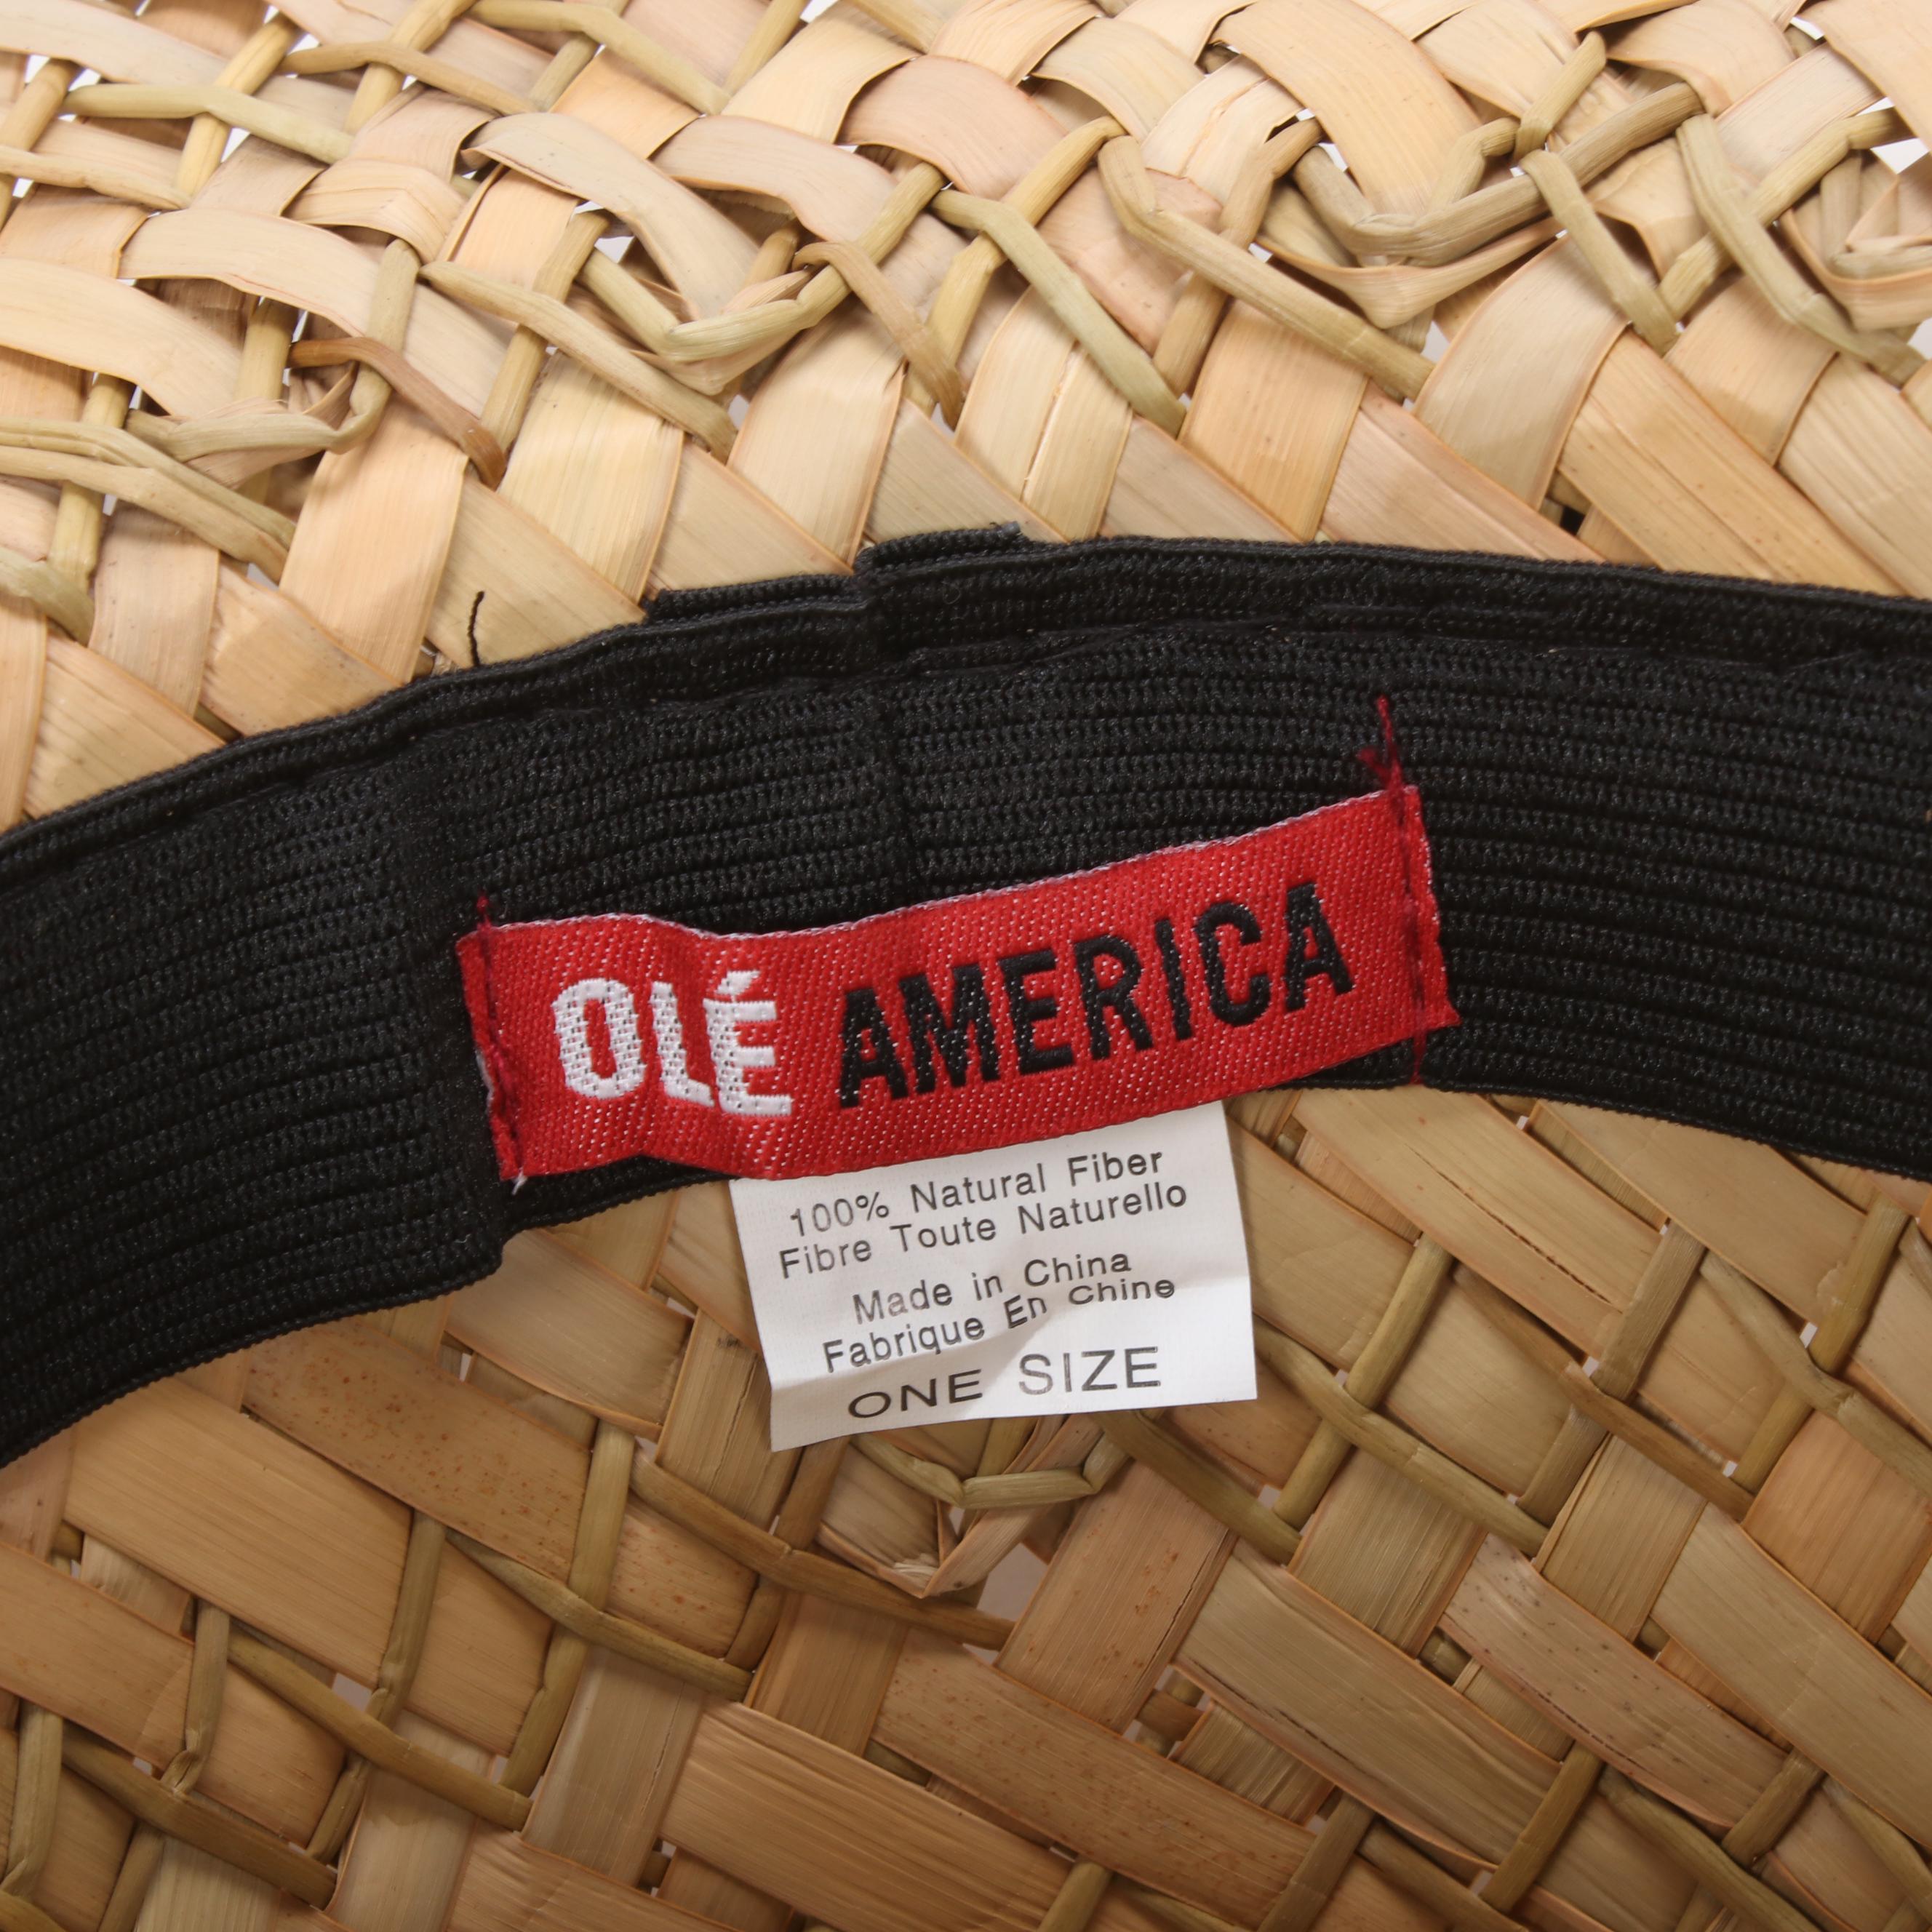 OLÉ AMERICA
100% Natural Fiber
Fibre Toute Naturello
Made in China
Fabrique En Chine
ONE SIZE